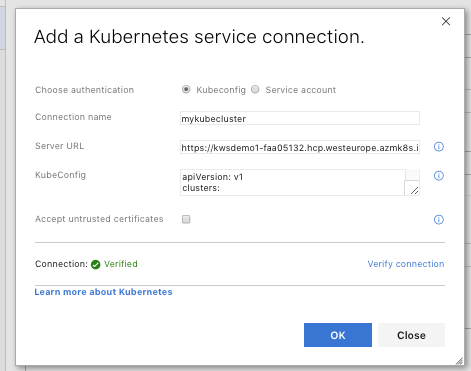 Add a Kubernetes service connection.
Choose authentication Kubeconfig Service account
Connection name mykubecluster
Server URL https://kwsdemo1-faa05132.hcp.westeurope.azmk8s.i
KubeConfig apiVersion: v1
clusters:
Accept untrusted certificates
Connection: Verified Verify connection
Learn more about Kubernetes
OK Close